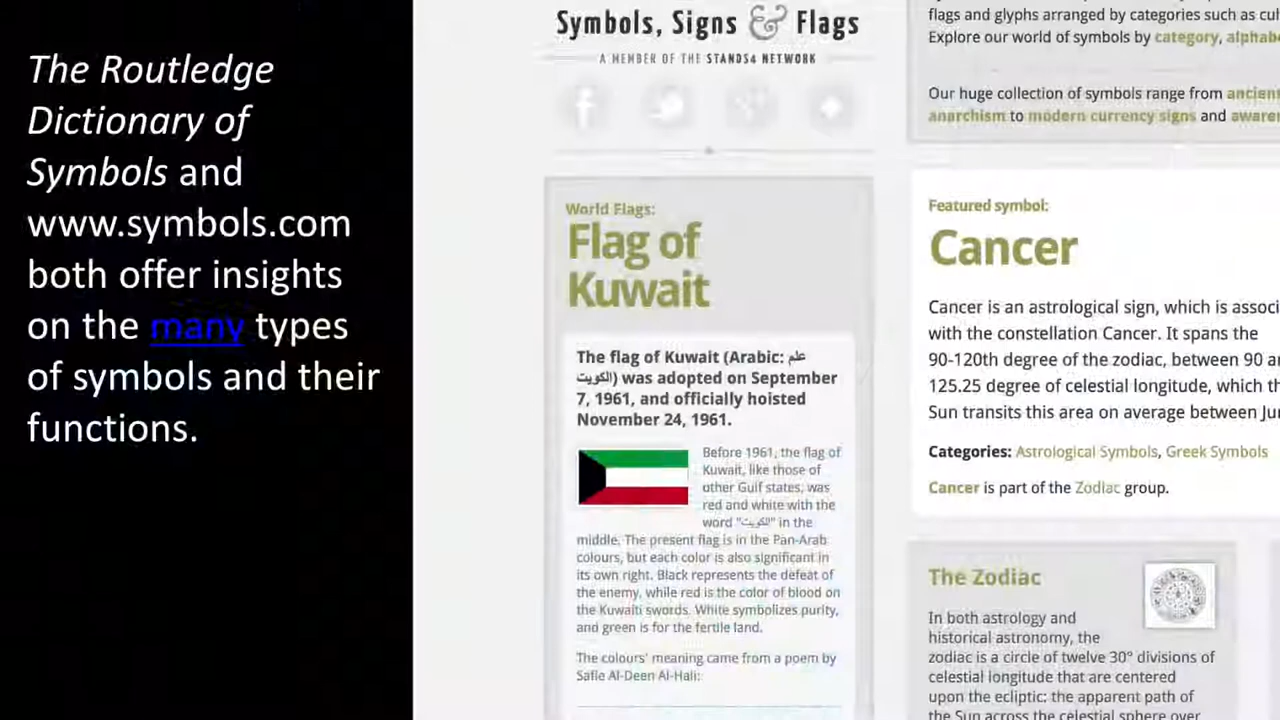 The Routledge
Dictionary of
Symbols and
www.symbols.com
both offer insights
on the many types
of symbols and their
functions.
Symbols, Signs & Flags
A MEMBER OF THE STANDS4 NETWORK
World Flags:
Flag of
Kuwait
The flag of Kuwait (Arabic: علم
الكويت) was adopted on September
7, 1961, and officially hoisted
November 24, 1961.
Before 1961, the flag of
Kuwait, like those of
other Gulf states, was
red and white with the
word "الكويت" in the
middle. The present flag is in the Pan-Arab
colours, but each color is also significant in
its own right. Black represents the defeat of
the enemy, while red is the color of blood on
the Kuwaiti swords. White symbolizes purity,
and green is for the fertile land.
The colours' meaning came from a poem by
Safie Al-Deen Al-Hali:
flags and glyphs arranged by categories such as cul
Explore our world of symbols by category, alphab
Our huge collection of symbols range from ancien
anarchism to modern currency signs and aware
Featured symbol:
Cancer
Cancer is an astrological sign, which is associ
with the constellation Cancer. It spans the
90-120th degree of the zodiac, between 90 a
125.25 degree of celestial longitude, which th
Sun transits this area on average between Ju
Categories: Astrological Symbols, Greek Symbols
Cancer is part of the Zodiac group.
The Zodiac
In both astrology and
historical astronomy, the
zodiac is a circle of twelve 30° divisions of
celestial longitude that are centered
upon the ecliptic: the apparent path of
the Sun across the celestial sphere over